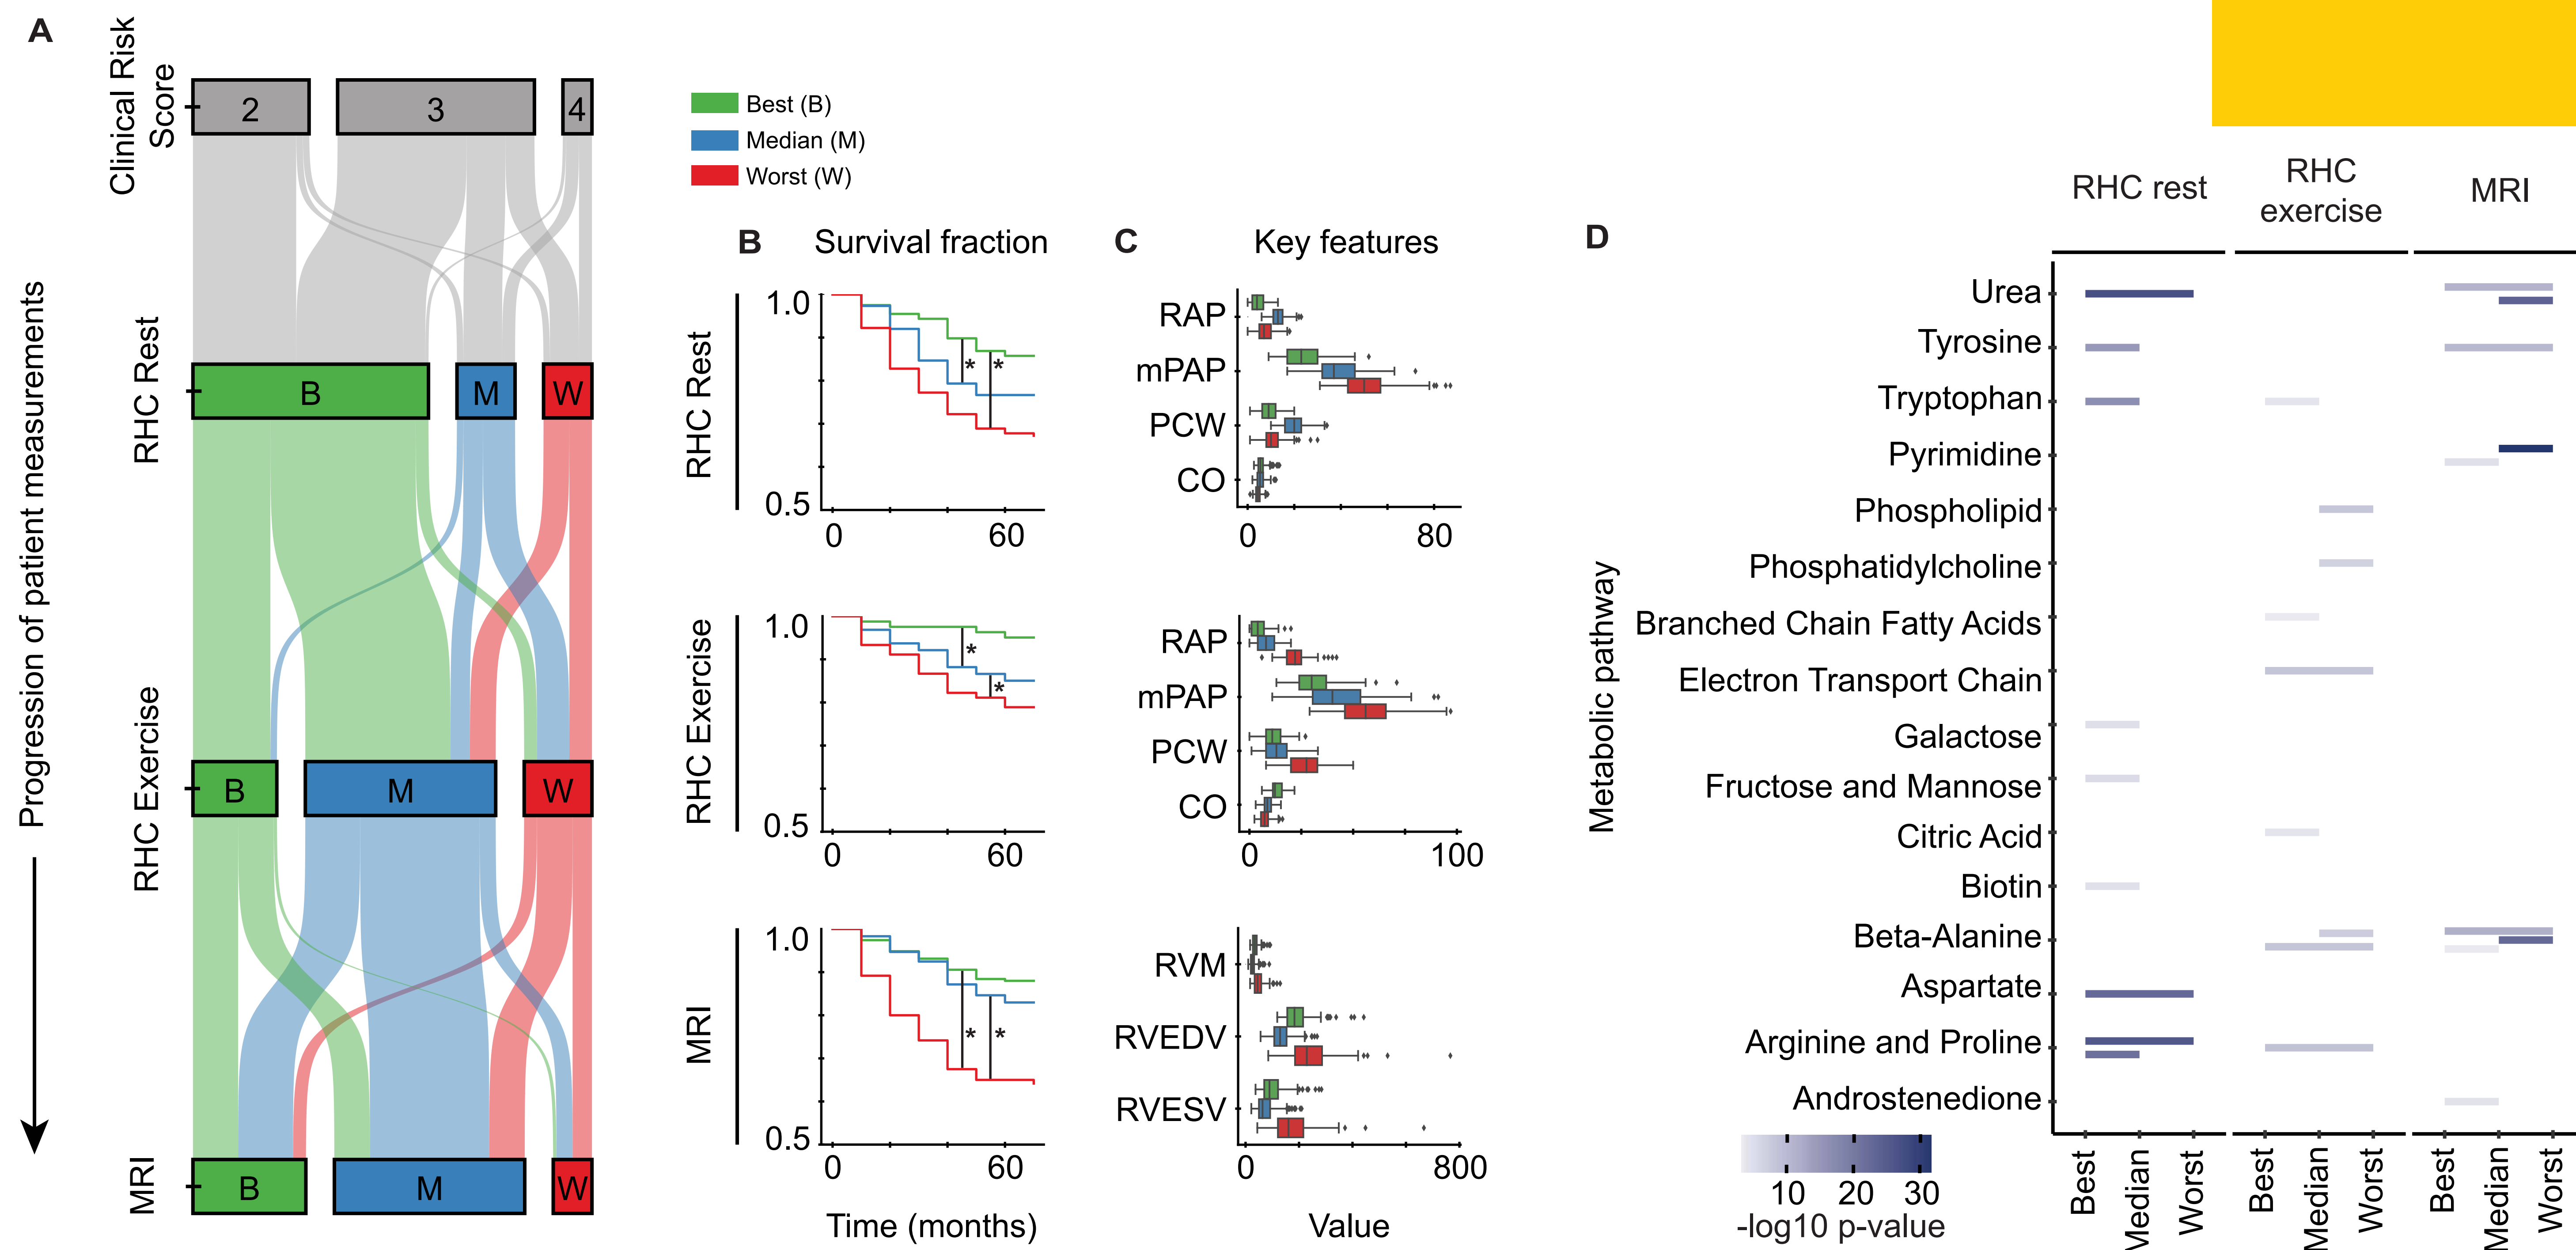 A
Clinical Risk
Score
2
3
4
Progression of patient measurements
RHC Rest
B
M
W
RHC Exercise
B
M
W
MRI
B
M
W
Best (B)
Median (M)
Worst (W)
B
Survival fraction
RHC Rest
1.0
0.5
*
*
0
60
RHC Exercise
1.0
0.5
*
*
0
60
MRI
1.0
0.5
*
*
0
60
Time (months)
C
Key features
RAP
mPAP
PCW
CO
0
80
RAP
mPAP
PCW
CO
0
100
RVM
RVEDV
RVESV
0
800
Value
D
RHC rest
RHC
exercise
MRI
Metabolic pathway
Urea
Tyrosine
Tryptophan
Pyrimidine
Phospholipid
Phosphatidylcholine
Branched Chain Fatty Acids
Electron Transport Chain
Galactose
Fructose and Mannose
Citric Acid
Biotin
Beta-Alanine
Aspartate
Arginine and Proline
Androstenedione
10
20
30
-log10 p-value
Best
Median
Worst
Best
Median
Worst
Best
Median
Worst